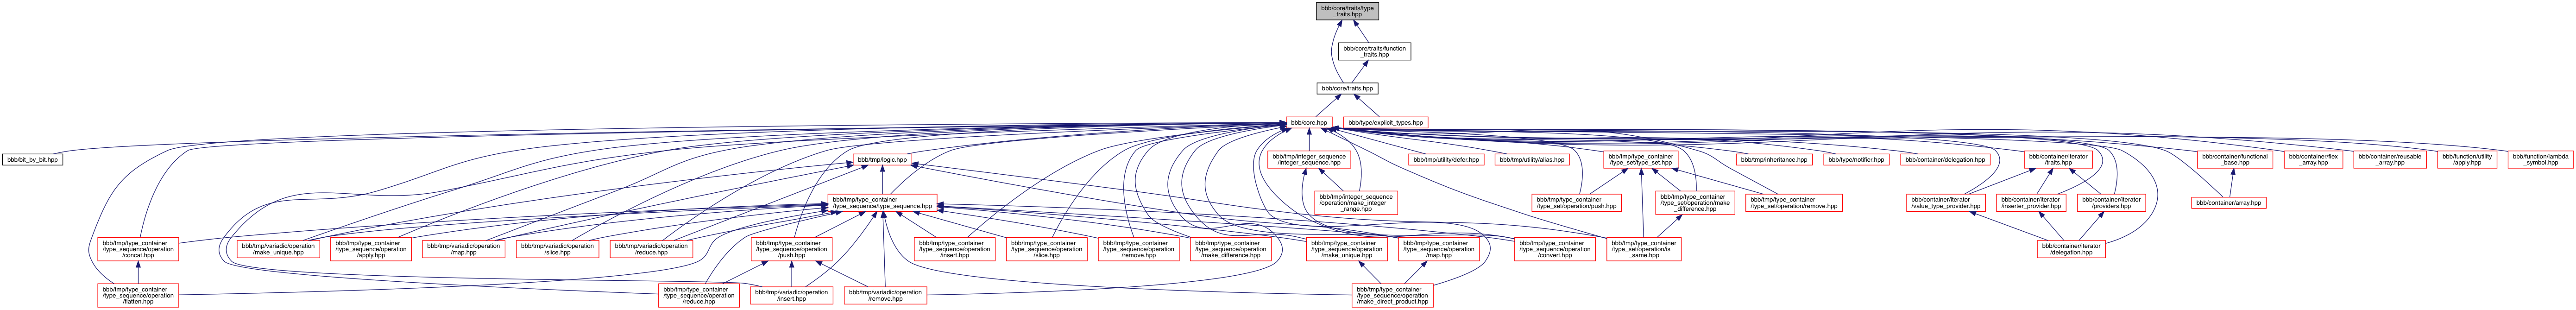 bbb/core/traits/type
_traits.hpp
bbb/core/traits/function
_traits.hpp
bbb/core/traits.hpp
bbb/core.hpp
bbb/type/explicit_types.hpp
bbb/bit_by_bit.hpp
bbb/tmp/logic.hpp
bbb/tmp/integer_sequence
/integer_sequence.hpp
bbb/tmp/utility/defer.hpp
bbb/tmp/utility/alias.hpp
bbb/tmp/type_container
/type_set/type_set.hpp
bbb/tmp/inheritance.hpp
bbb/type/notifier.hpp
bbb/container/delegation.hpp
bbb/container/iterator
/traits.hpp
bbb/container/functional
_base.hpp
bbb/container/flex
_array.hpp
bbb/container/reusable
_array.hpp
bbb/function/utility
/apply.hpp
bbb/function/lambda
_symbol.hpp
bbb/tmp/type_container
/type_sequence/type_sequence.hpp
bbb/tmp/integer_sequence
/operation/make_integer
_range.hpp
bbb/tmp/type_container
/type_set/operation/push.hpp
bbb/tmp/type_container
/type_set/operation/make
_difference.hpp
bbb/tmp/type_container
/type_set/operation/remove.hpp
bbb/container/iterator
/value_type_provider.hpp
bbb/container/iterator
/inserter_provider.hpp
bbb/container/iterator
/providers.hpp
bbb/container/array.hpp
bbb/tmp/type_container
/type_sequence/operation
/concat.hpp
bbb/tmp/variadic/operation
/make_unique.hpp
bbb/tmp/type_container
/type_sequence/operation
/apply.hpp
bbb/tmp/variadic/operation
/map.hpp
bbb/tmp/variadic/operation
/slice.hpp
bbb/tmp/variadic/operation
/reduce.hpp
bbb/tmp/type_container
/type_sequence/operation
/push.hpp
bbb/tmp/type_container
/type_sequence/operation
/insert.hpp
bbb/tmp/type_container
/type_sequence/operation
/slice.hpp
bbb/tmp/type_container
/type_sequence/operation
/remove.hpp
bbb/tmp/type_container
/type_sequence/operation
/make_difference.hpp
bbb/tmp/type_container
/type_sequence/operation
/make_unique.hpp
bbb/tmp/type_container
/type_sequence/operation
/map.hpp
bbb/tmp/type_container
/type_sequence/operation
/convert.hpp
bbb/tmp/type_container
/type_set/operation/is
_same.hpp
bbb/container/iterator
/delegation.hpp
bbb/tmp/type_container
/type_sequence/operation
/flatten.hpp
bbb/tmp/type_container
/type_sequence/operation
/reduce.hpp
bbb/tmp/variadic/operation
/insert.hpp
bbb/tmp/variadic/operation
/remove.hpp
bbb/tmp/type_container
/type_sequence/operation
/make_direct_product.hpp